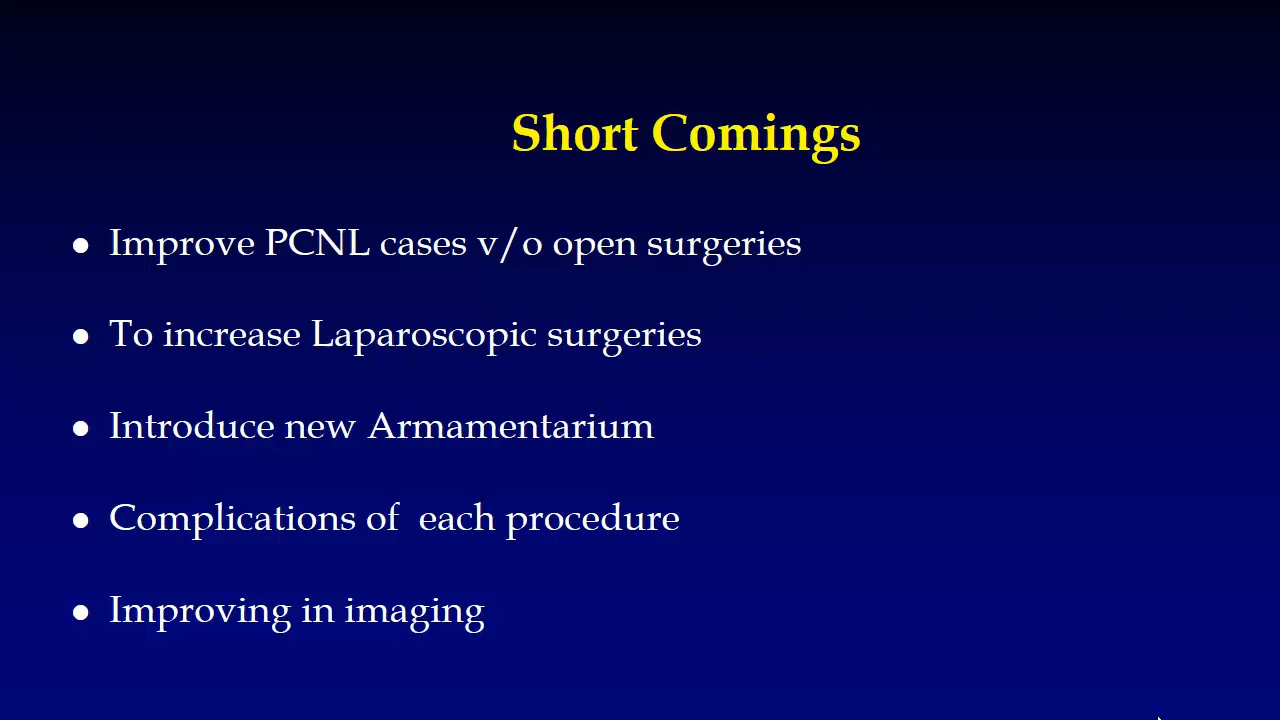 Short Comings
● Improve PCNL cases v/o open surgeries
● To increase Laparoscopic surgeries
● Introduce new Armamentarium
● Complications of each procedure
● Improving in imaging